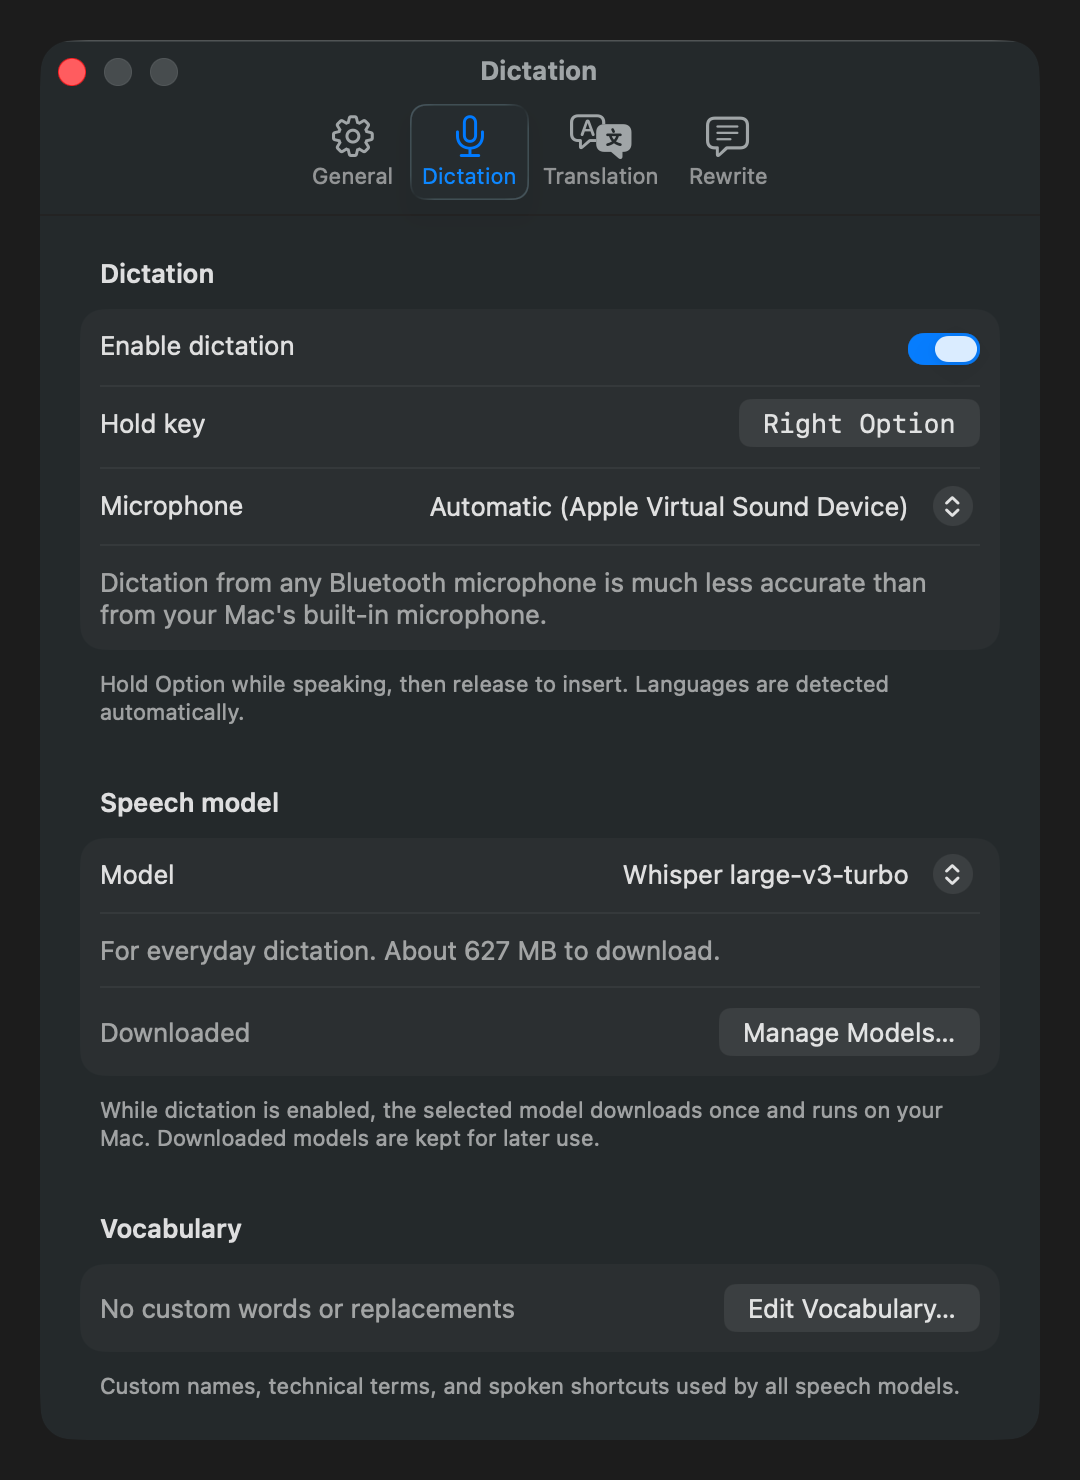 Dictation
General
Dictation
Translation
Rewrite
Dictation
Enable dictation
Hold key
Right Option
Microphone
Automatic (Apple Virtual Sound Device)
Dictation from any Bluetooth microphone is much less accurate than
from your Mac's built-in microphone.
Hold Option while speaking, then release to insert. Languages are detected
automatically.
Speech model
Model
Whisper large-v3-turbo
For everyday dictation. About 627 MB to download.
Downloaded
Manage Models...
While dictation is enabled, the selected model downloads once and runs on your
Mac. Downloaded models are kept for later use.
Vocabulary
No custom words or replacements
Edit Vocabulary...
Custom names, technical terms, and spoken shortcuts used by all speech models.